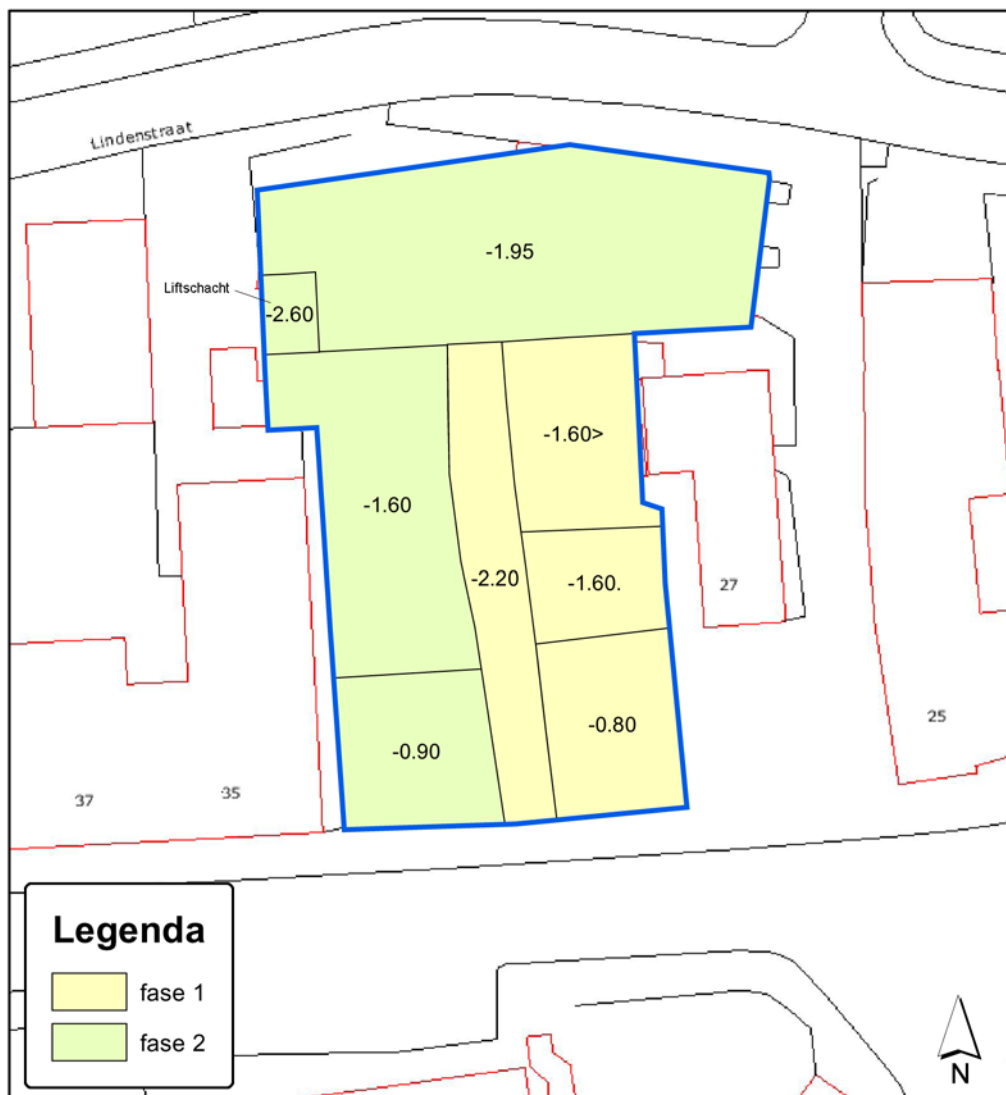 Lindenstraat
-1.95
Liftschacht
-2.60
-1.60>
-1.60
-2.20
-1.60.
27
-0.80
25
-0.90
37
35
Legenda
fase 1
fase 2
N